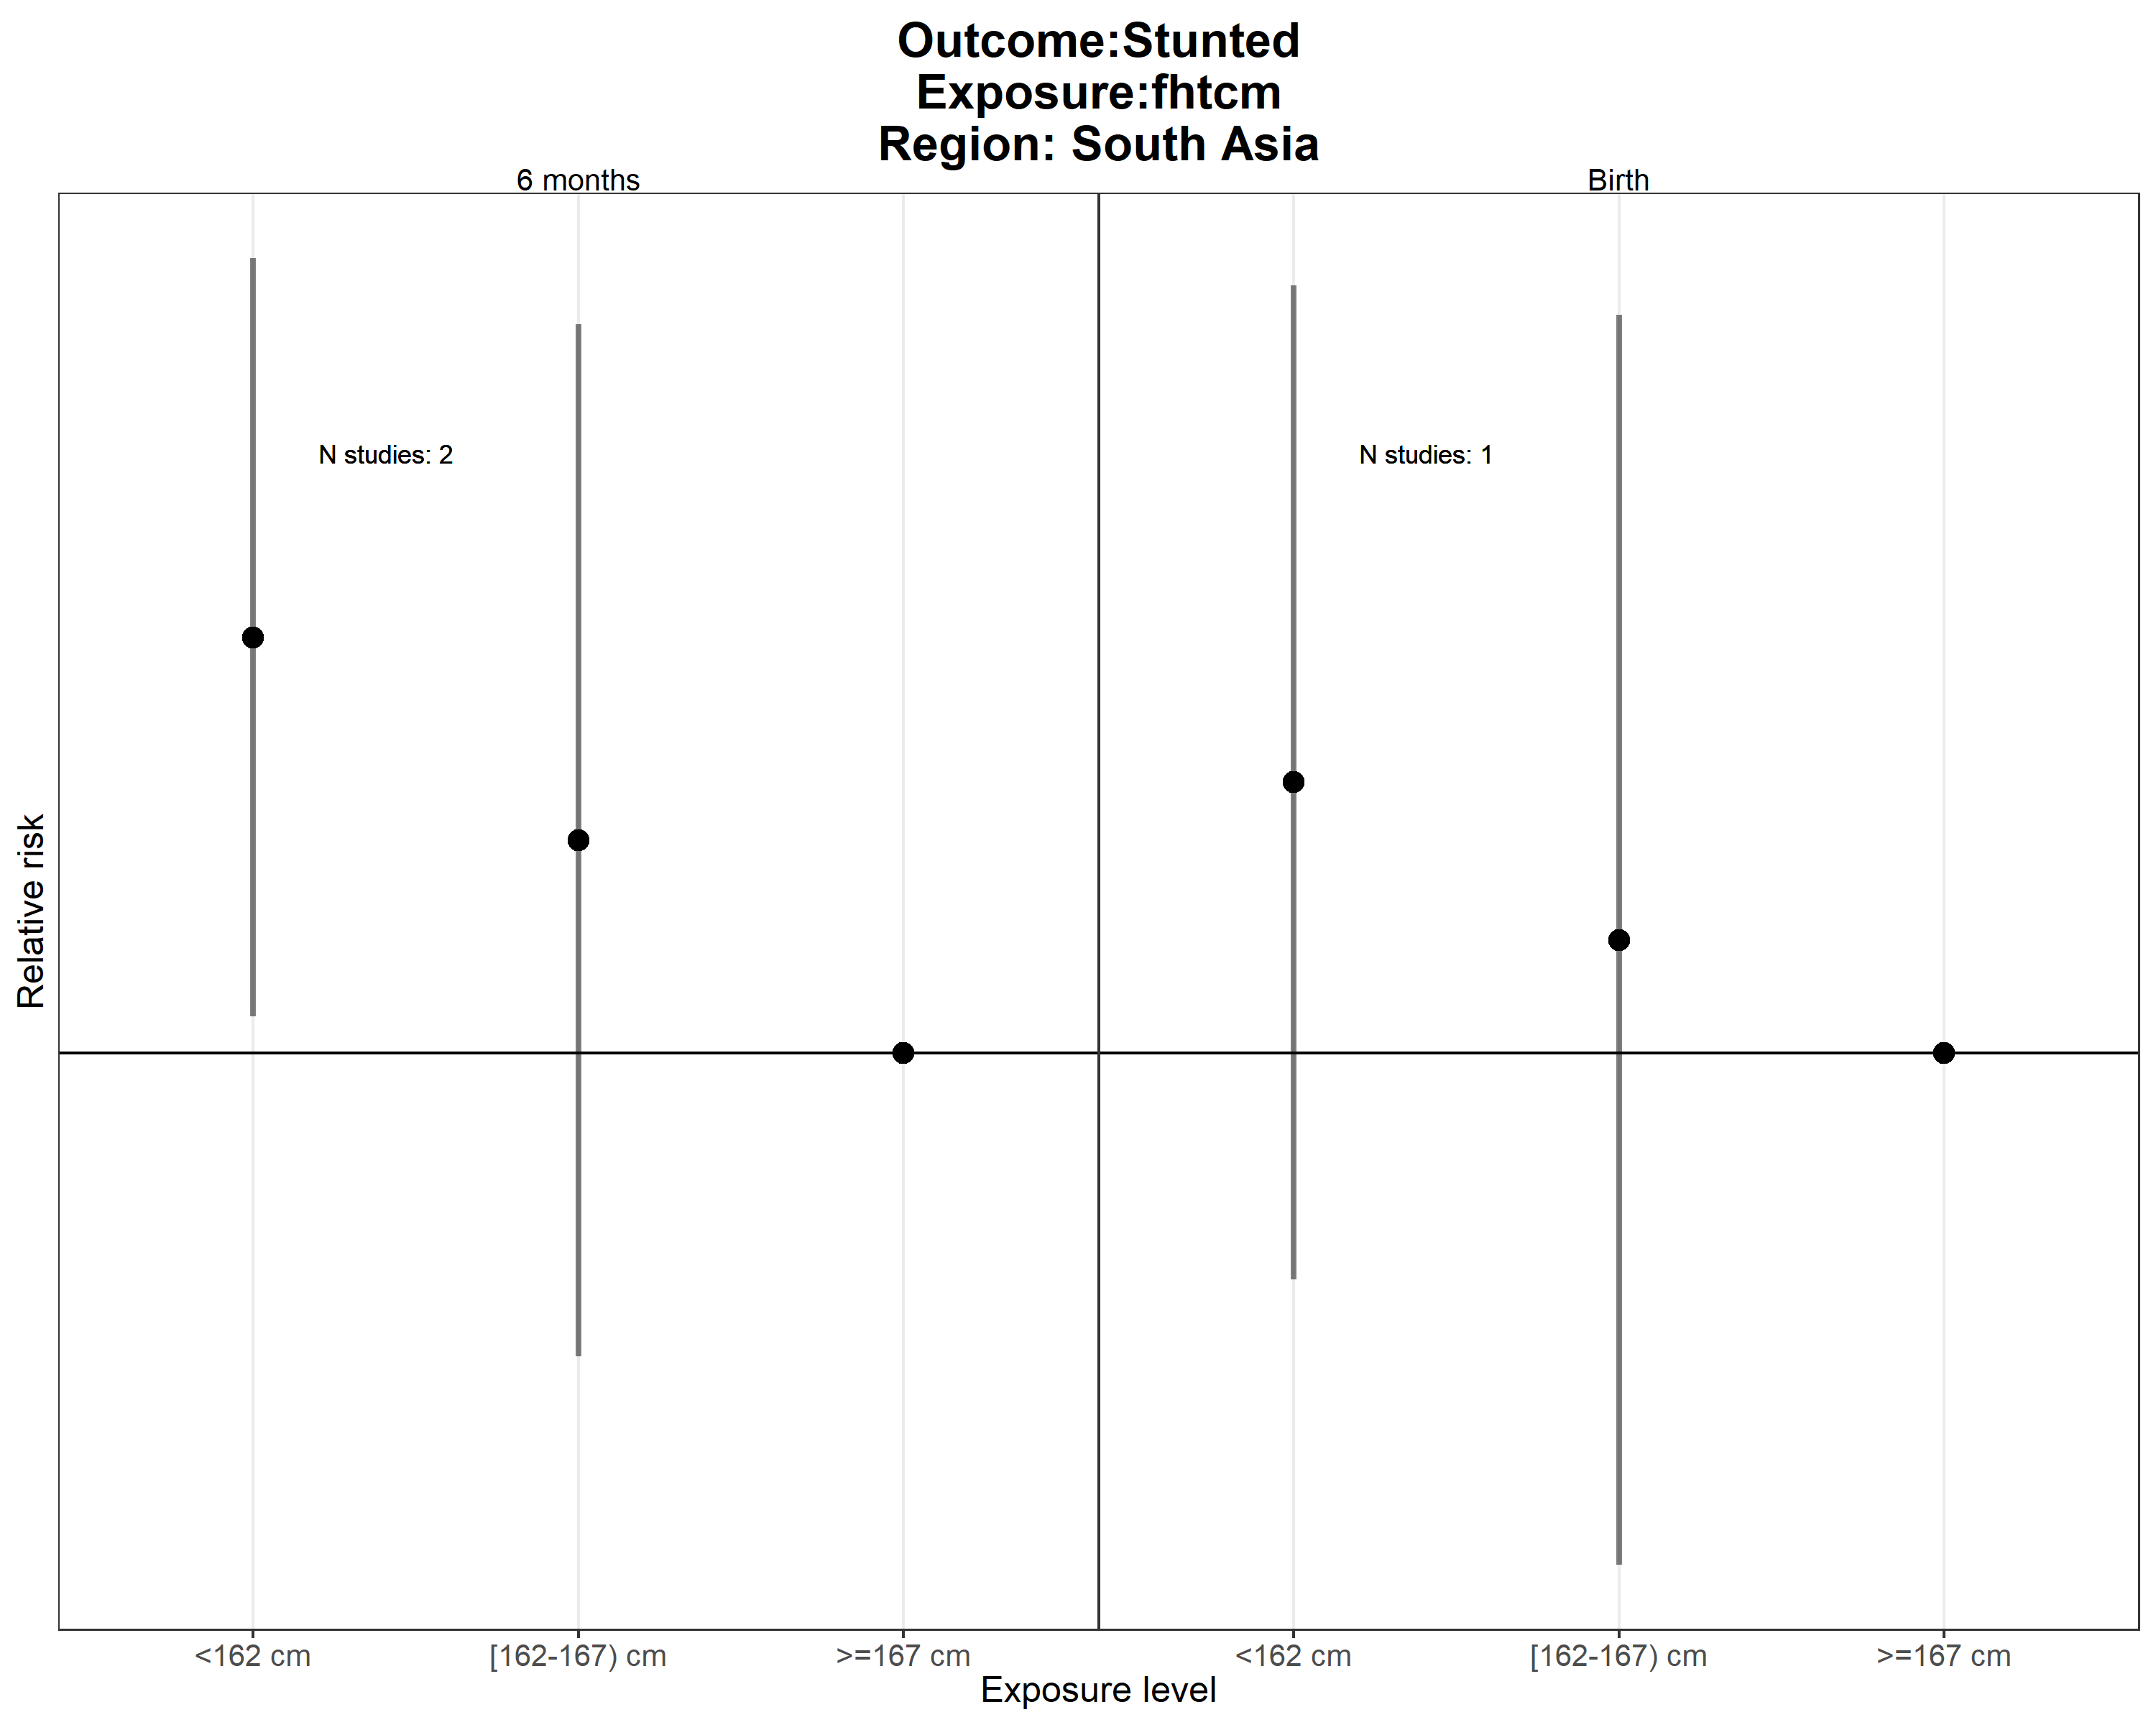 Outcome:Stunted
Exposure:fhtcm
Region: South Asia
6 months
Birth
N studies: 2
N studies: 1
Relative risk
<162 cm
[162-167) cm
>=167 cm
<162 cm
[162-167) cm
>=167 cm
Exposure level